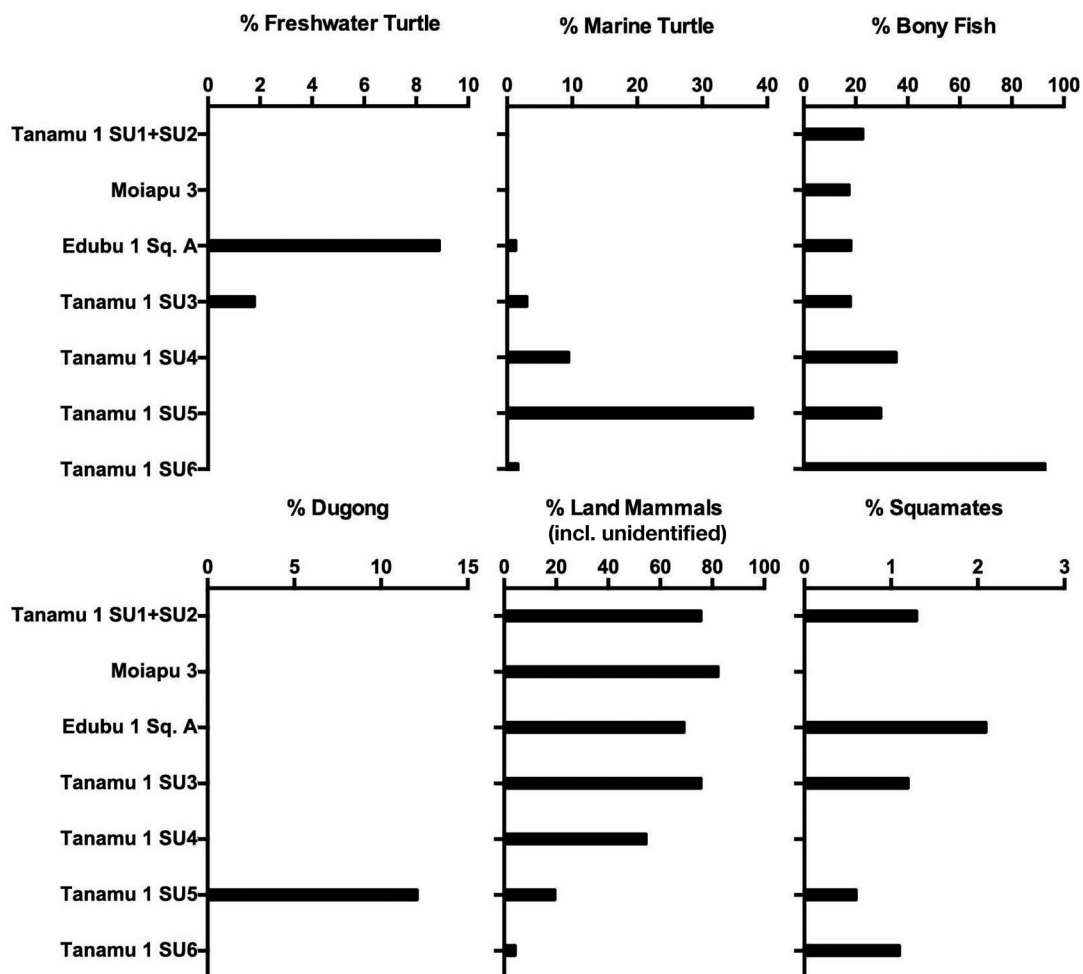 % Freshwater Turtle
% Marine Turtle
% Bony Fish
0 2 4 6 8 10
0 10 20 30 40
0 20 40 60 80 100
Tanamu 1 SU1+SU2
Moiapu 3
Edubu 1 Sq. A
Tanamu 1 SU3
Tanamu 1 SU4
Tanamu 1 SU5
Tanamu 1 SU6
% Dugong
% Land Mammals
(incl. unidentified)
% Squamates
0 5 10 15
0 20 40 60 80 100
0 1 2 3
Tanamu 1 SU1+SU2
Moiapu 3
Edubu 1 Sq. A
Tanamu 1 SU3
Tanamu 1 SU4
Tanamu 1 SU5
Tanamu 1 SU6